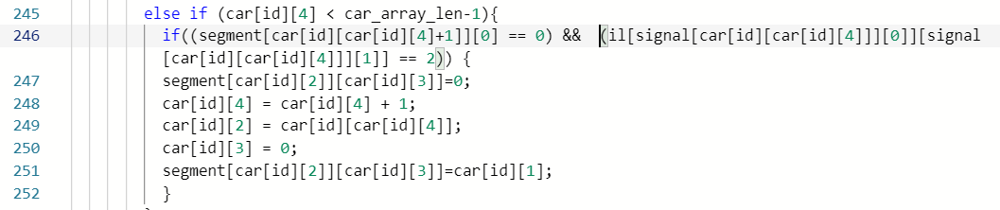 245 else if (car[id][4] < car_array_len-1){
246 if((segment[car[id][car[id][4]+1]][0] == 0) && (il[signal[car[id][car[id][4]]][0]][signal
[car[id][car[id][4]]][1]] == 2)) {
247 segment[car[id][2]][car[id][3]]=0;
248 car[id][4] = car[id][4] + 1;
249 car[id][2] = car[id][car[id][4]];
250 car[id][3] = 0;
251 segment[car[id][2]][car[id][3]]=car[id][1];
252 }